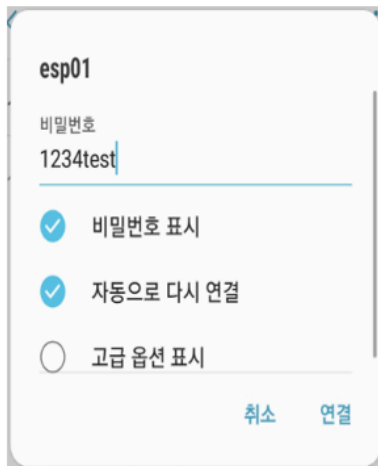 esp01
비밀번호
1234test
비밀번호 표시
자동으로 다시 연결
고급 옵션 표시
취소 연결